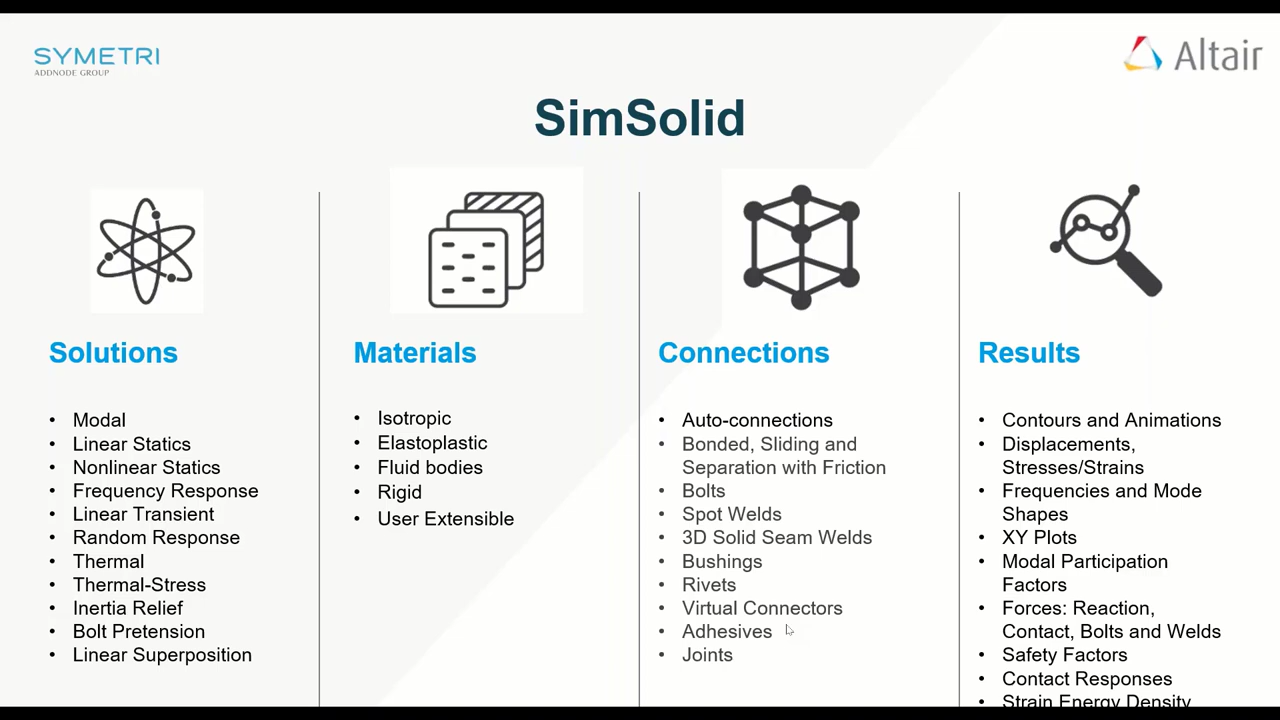 SYMETRI
ADDNODE GROUP
Altair
SimSolid
Solutions
• Modal
• Linear Statics
• Nonlinear Statics
• Frequency Response
• Linear Transient
• Random Response
• Thermal
• Thermal-Stress
• Inertia Relief
• Bolt Pretension
• Linear Superposition
Materials
• Isotropic
• Elastoplastic
• Fluid bodies
• Rigid
• User Extensible
Connections
• Auto-connections
• Bonded, Sliding and
Separation with Friction
• Bolts
• Spot Welds
• 3D Solid Seam Welds
• Bushings
• Rivets
• Virtual Connectors
• Adhesives
• Joints
Results
• Contours and Animations
• Displacements,
Stresses/Strains
• Frequencies and Mode
Shapes
• XY Plots
• Modal Participation
Factors
• Forces: Reaction,
Contact, Bolts and Welds
• Safety Factors
• Contact Responses
• Strain Energy Density